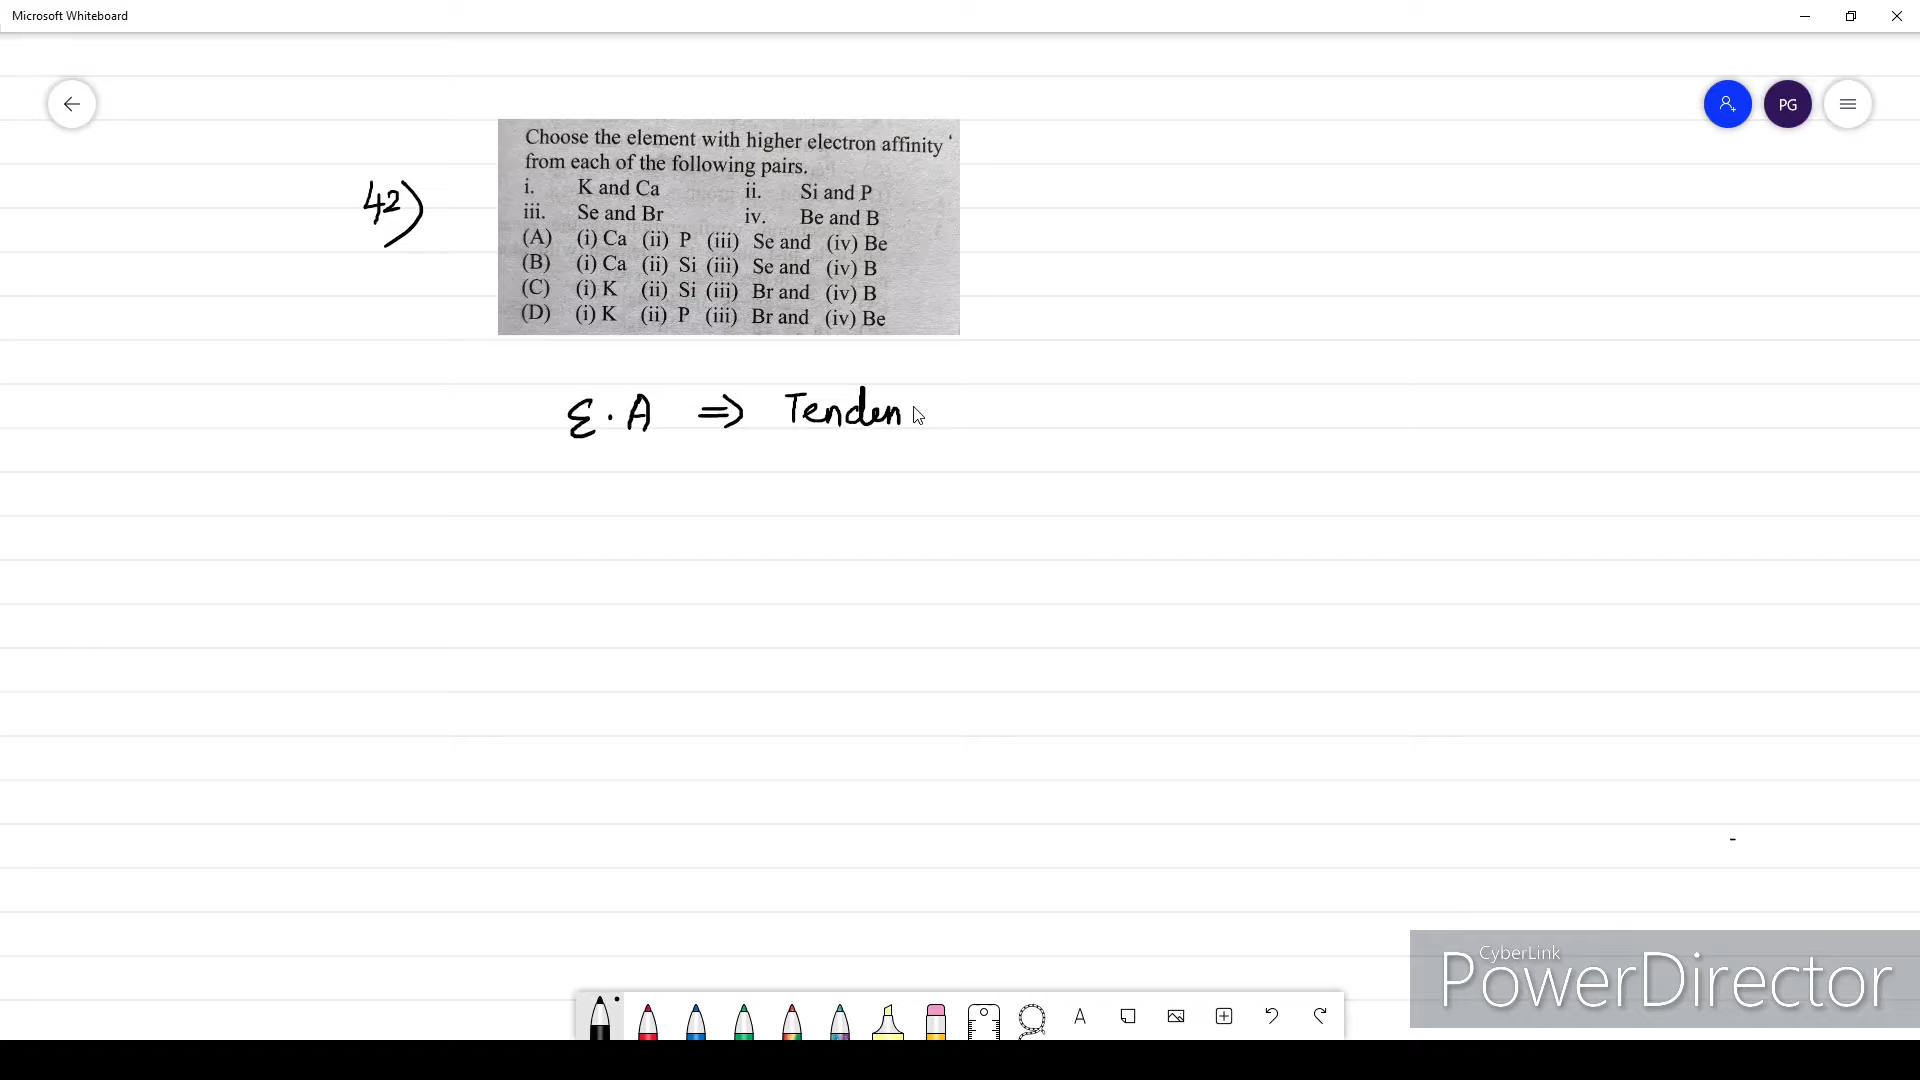 Microsoft Whiteboard
PG
42)
Choose the element with higher electron affinity
from each of the following pairs.
i. K and Ca ii. Si and P
iii. Se and Br iv. Be and B
(A) (i) Ca (ii) P (iii) Se and (iv) Be
(B) (i) Ca (ii) Si (iii) Se and (iv) B
(C) (i) K (ii) Si (iii) Br and (iv) B
(D) (i) K (ii) P (iii) Br and (iv) Be
E.A ⇒ Tenden
CyberLink
PowerDirector
A